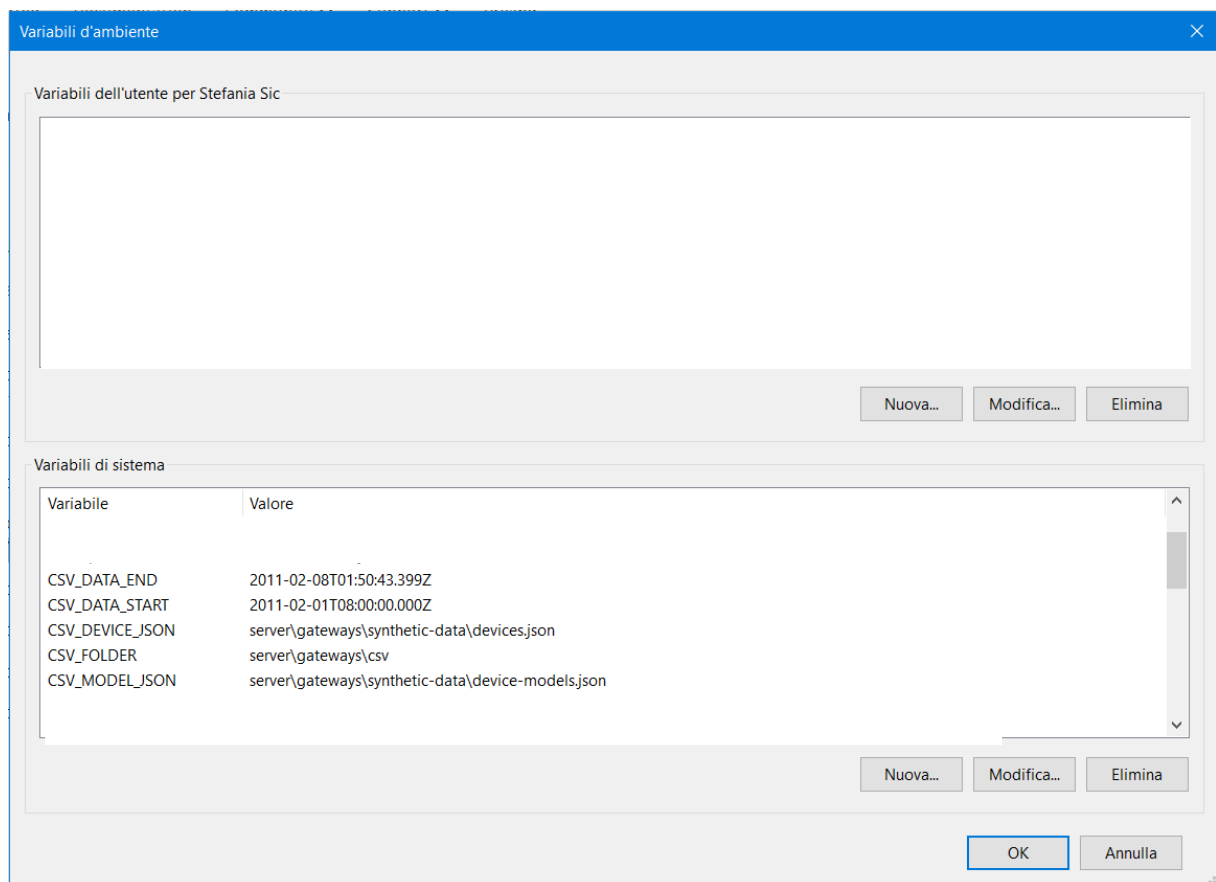 Variabili d'ambiente
Variabili dell'utente per Stefania Sic
Nuova... Modifica... Elimina
Variabili di sistema
Variabile Valore
CSV_DATA_END 2011-02-08T01:50:43.399Z
CSV_DATA_START 2011-02-01T08:00:00.000Z
CSV_DEVICE_JSON server\gateways\synthetic-data\devices.json
CSV_FOLDER server\gateways\csv
CSV_MODEL_JSON server\gateways\synthetic-data\device-models.json
Nuova... Modifica... Elimina
OK Annulla